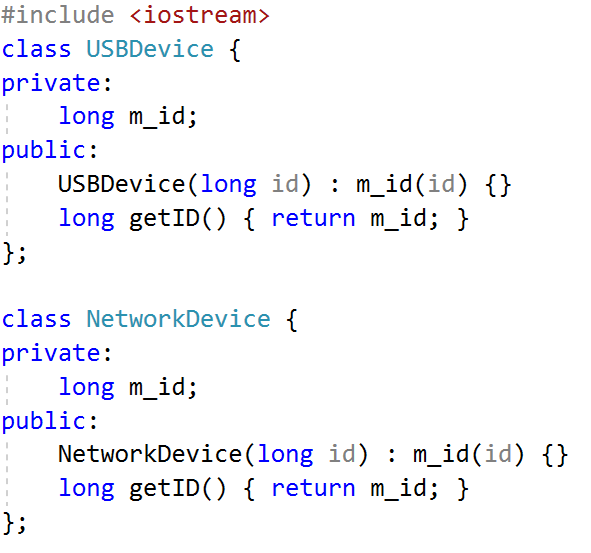 #include <iostream>
class USBDevice {
private:
    long m_id;
public:
    USBDevice(long id) : m_id(id) {}
    long getID() { return m_id; }
};

class NetworkDevice {
private:
    long m_id;
public:
    NetworkDevice(long id) : m_id(id) {}
    long getID() { return m_id; }
};